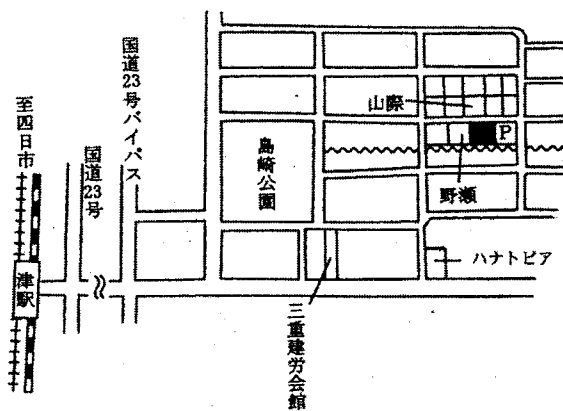 至四日市
国道23号
国道23号バイパス
津駅
島崎公園
山際
P
野瀬
ハナトピア
三重建労会館